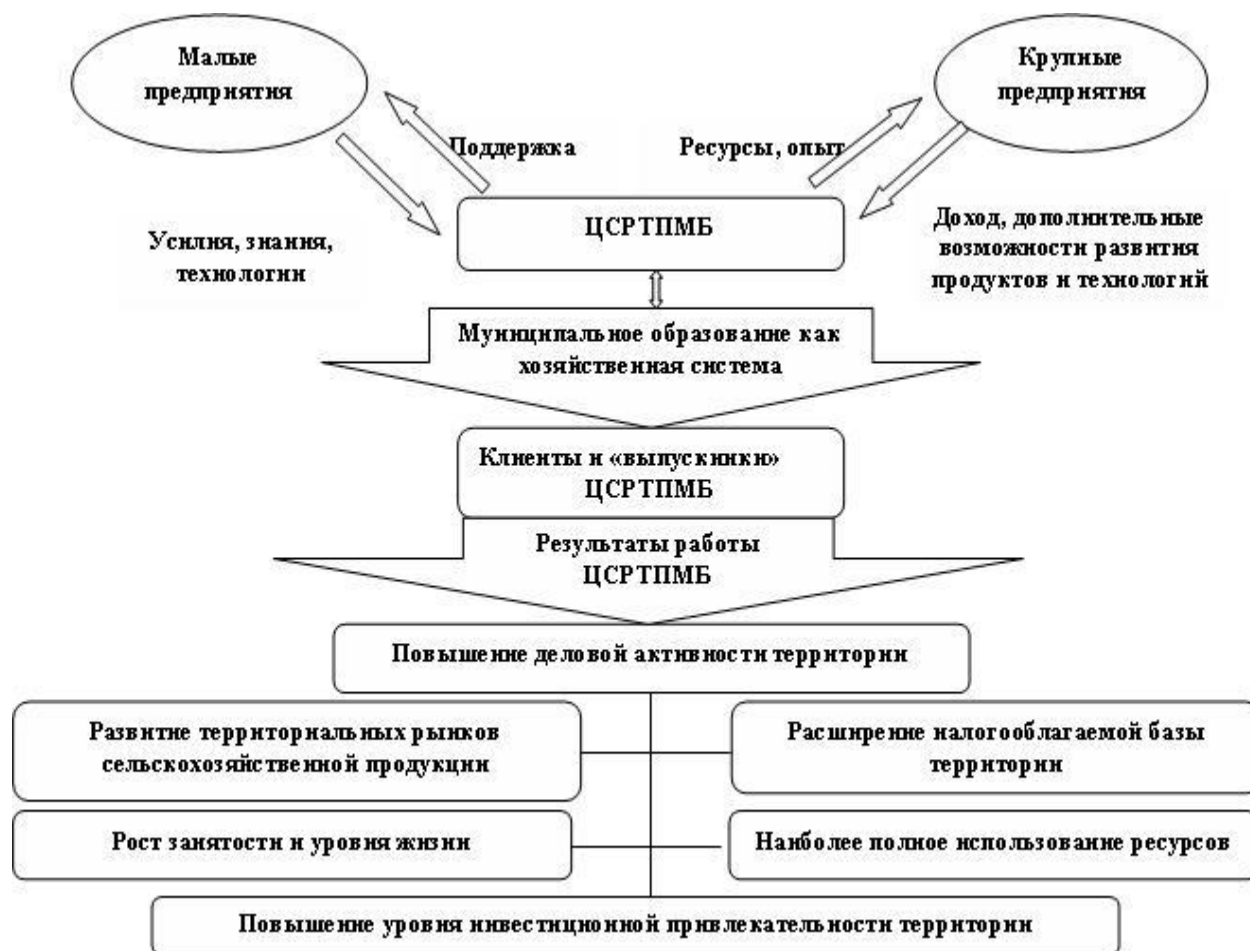 Малые
предприятия
Крупные
предприятия
Поддержка
Ресурсы, опыт
ЦСРТПМБ
Усилия, знания,
технологии
Доход, дополнительные
возможности развития
продуктов и технологий
Муниципальное образование как
хозяйственная система
Клиенты и «выпускники»
ЦСРТПМБ
Результаты работы
ЦСРТПМБ
Повышение деловой активности территории
Развитие территориальных рынков
сельскохозяйственной продукции
Расширение налогооблагаемой базы
территории
Рост занятости и уровня жизни
Наиболее полное использование ресурсов
Повышение уровня инвестиционной привлекательности территории